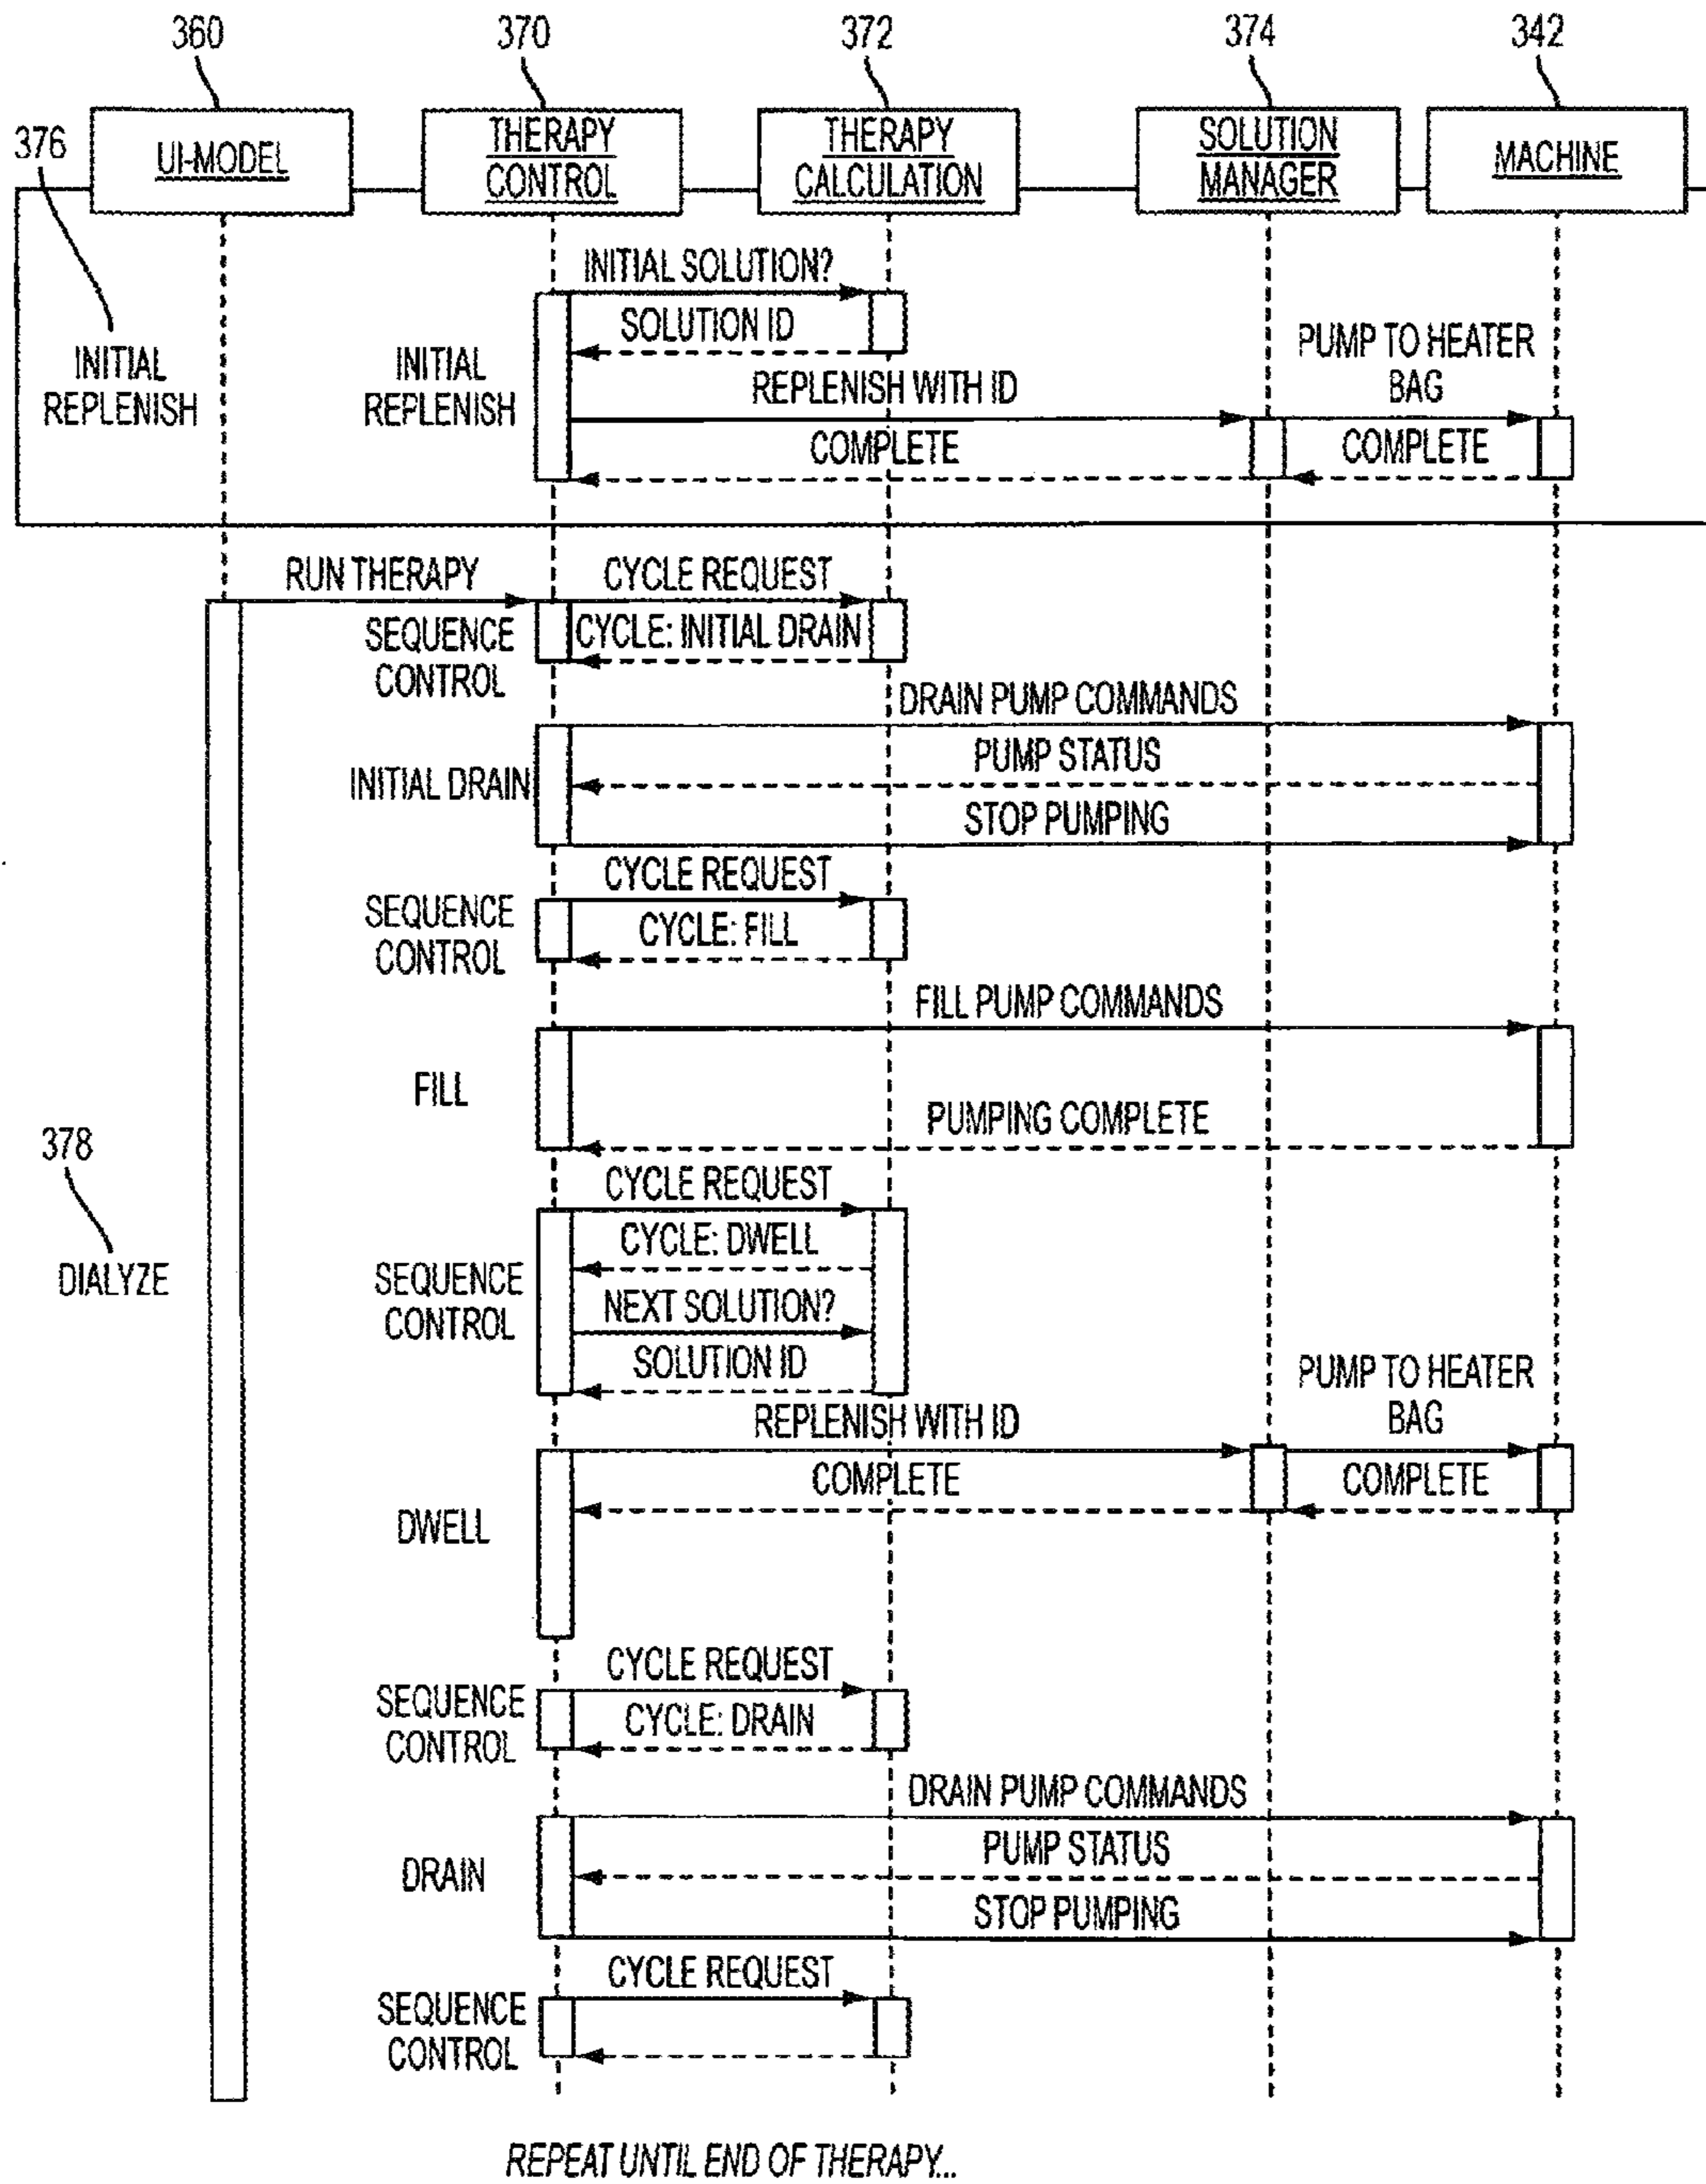 360
370
372
374
342
376
UI-MODEL
THERAPY
CONTROL
THERAPY
CALCULATION
SOLUTION
MANAGER
MACHINE
INITIAL SOLUTION?
SOLUTION ID
INITIAL
REPLENISH
INITIAL
REPLENISH
PUMP TO HEATER
BAG
REPLENISH WITH ID
COMPLETE
COMPLETE
RUN THERAPY
CYCLE REQUEST
SEQUENCE
CONTROL
CYCLE: INITIAL DRAIN
DRAIN PUMP COMMANDS
PUMP STATUS
INITIAL DRAIN
STOP PUMPING
CYCLE REQUEST
SEQUENCE
CONTROL
CYCLE: FILL
FILL PUMP COMMANDS
FILL
PUMPING COMPLETE
378
DIALYZE
CYCLE REQUEST
CYCLE: DWELL
SEQUENCE
CONTROL
NEXT SOLUTION?
SOLUTION ID
PUMP TO HEATER
BAG
REPLENISH WITH ID
COMPLETE
COMPLETE
DWELL
CYCLE REQUEST
SEQUENCE
CONTROL
CYCLE: DRAIN
DRAIN PUMP COMMANDS
PUMP STATUS
DRAIN
STOP PUMPING
CYCLE REQUEST
SEQUENCE
CONTROL
REPEAT UNTIL END OF THERAPY...